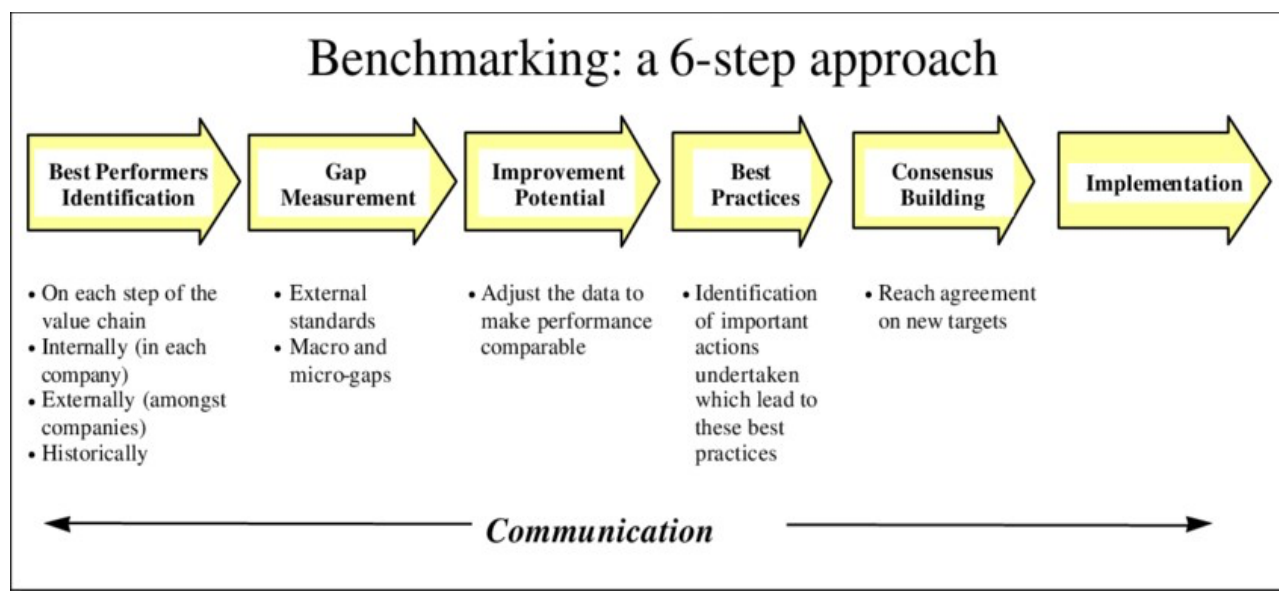 Benchmarking: a 6-step approach
Best Performers
Identification
Gap
Measurement
Improvement
Potential
Best
Practices
Consensus
Building
Implementation
• On each step of the
value chain
• Internally (in each
company)
• Externally (amongst
companies)
• Historically
• External
standards
• Macro and
micro-gaps
• Adjust the data to
make performance
comparable
• Identification
of important
actions
undertaken
which lead to
these best
practices
• Reach agreement
on new targets
Communication